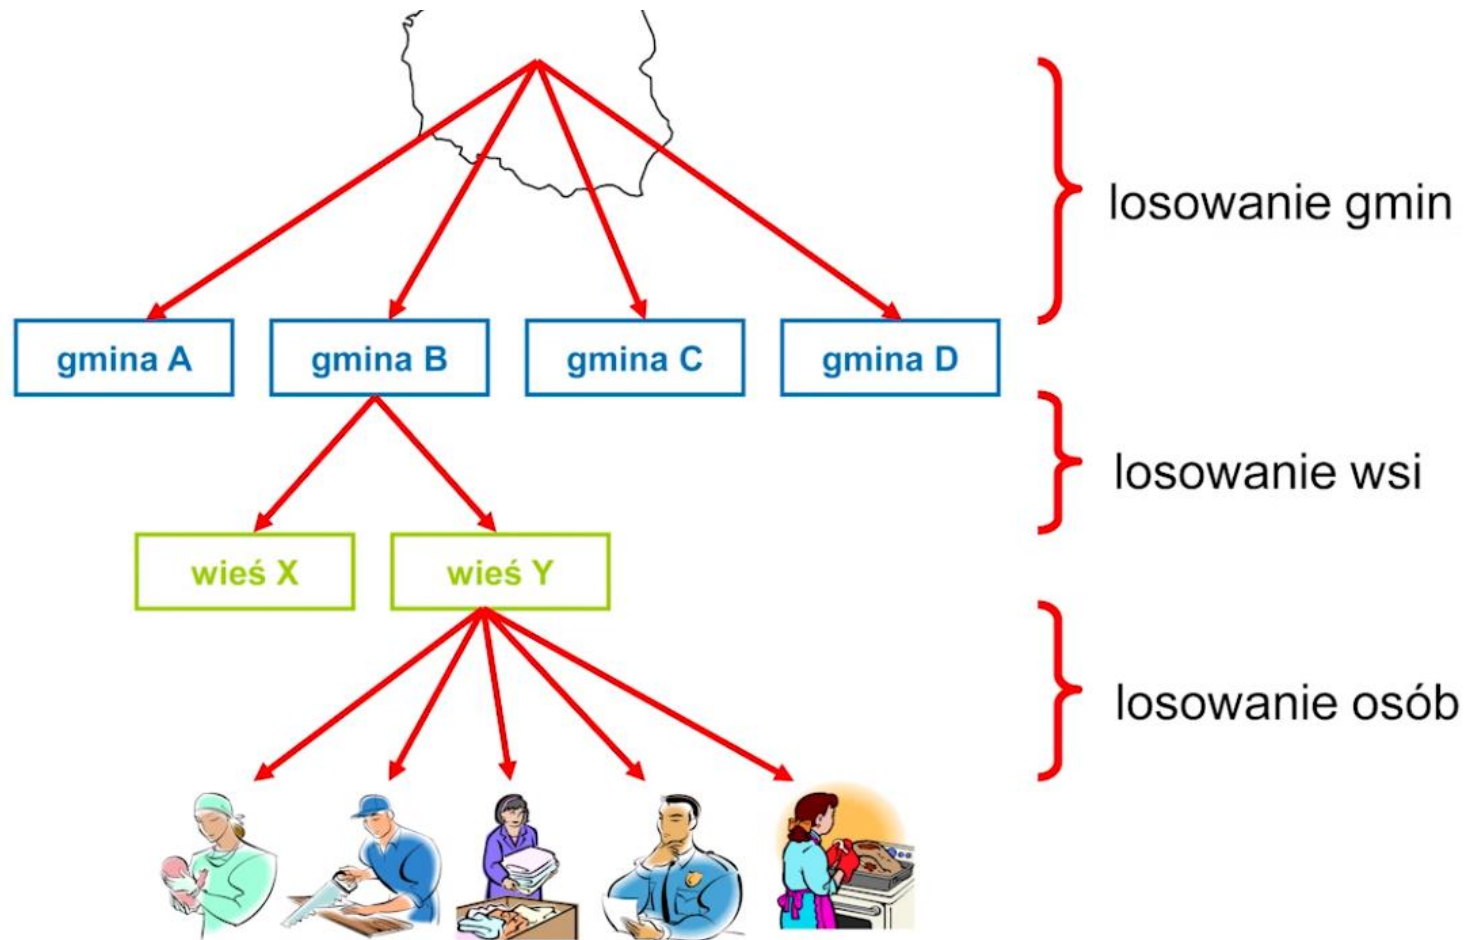 losowanie gmin
gmina A
gmina B
gmina C
gmina D
losowanie wsi
wieś X
wieś Y
losowanie osób